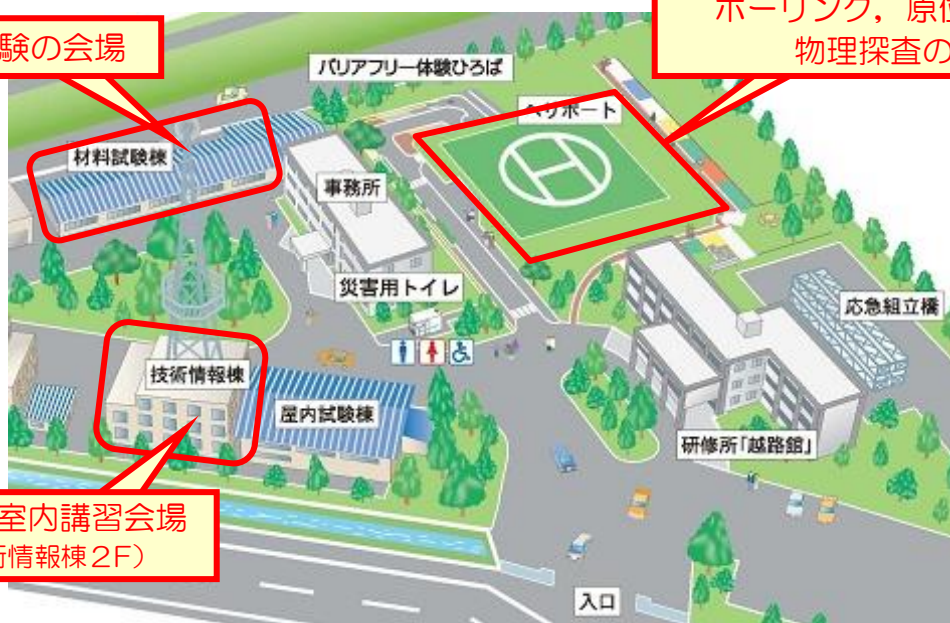 ボーリング，原位
物理探査の
験の会場
バリアフリー体験ひろば
ヘリポート
材料試験棟
事務所
災害用トイレ
応急組立橋
技術情報棟
屋内試験棟
研修所「越路館」
室内講習会場
術情報棟２F）
入口